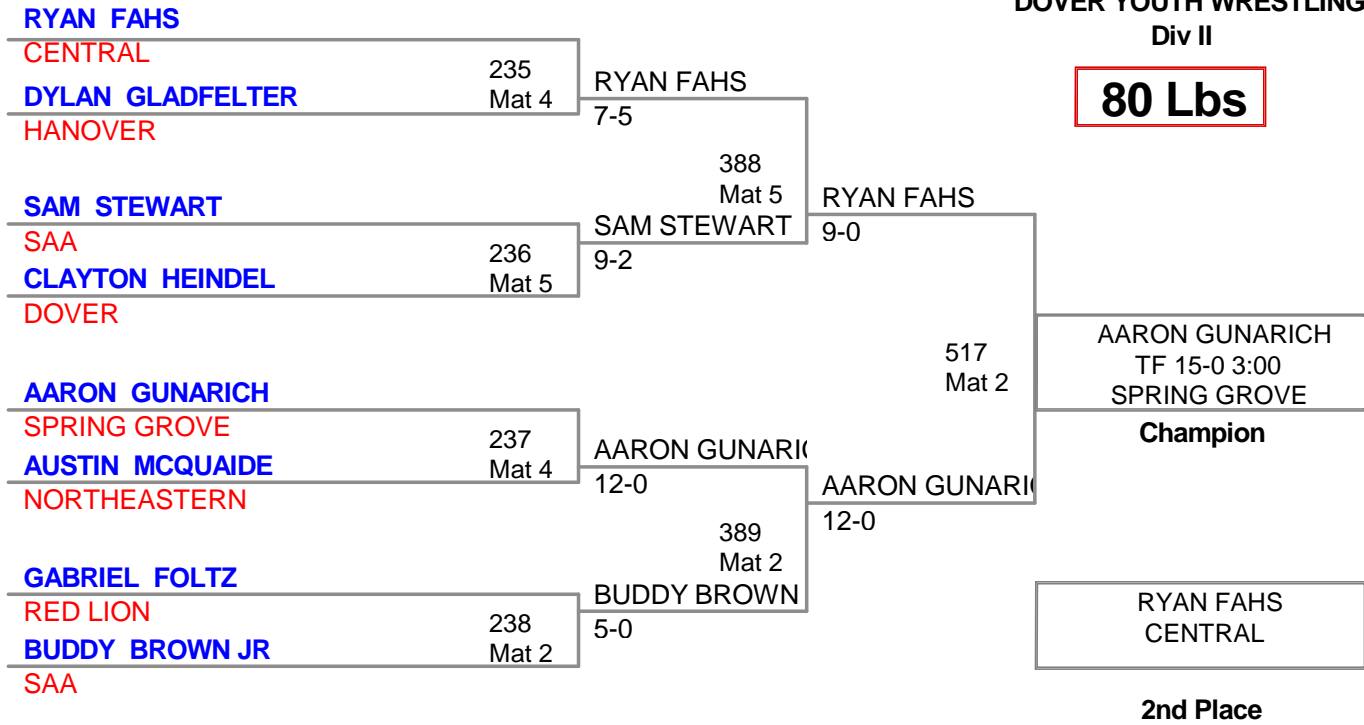 DOVER YOUTH WRESTLING
Div II
80 Lbs
RYAN FAHS
CENTRAL
235
Mat 4
DYLAN GLADFELTER
HANOVER
RYAN FAHS
7-5
388
Mat 5
SAM STEWART
SAA
236
Mat 5
CLAYTON HEINDEL
DOVER
SAM STEWART
9-2
RYAN FAHS
9-0
517
Mat 2
AARON GUNARICH
TF 15-0 3:00
SPRING GROVE
Champion
AARON GUNARICH
SPRING GROVE
237
Mat 4
AUSTIN MCQUAIDE
NORTHEASTERN
AARON GUNARIC
12-0
389
Mat 2
AARON GUNARI
12-0
GABRIEL FOLTZ
RED LION
238
Mat 2
BUDDY BROWN JR
SAA
BUDDY BROWN
5-0
RYAN FAHS
CENTRAL
2nd Place